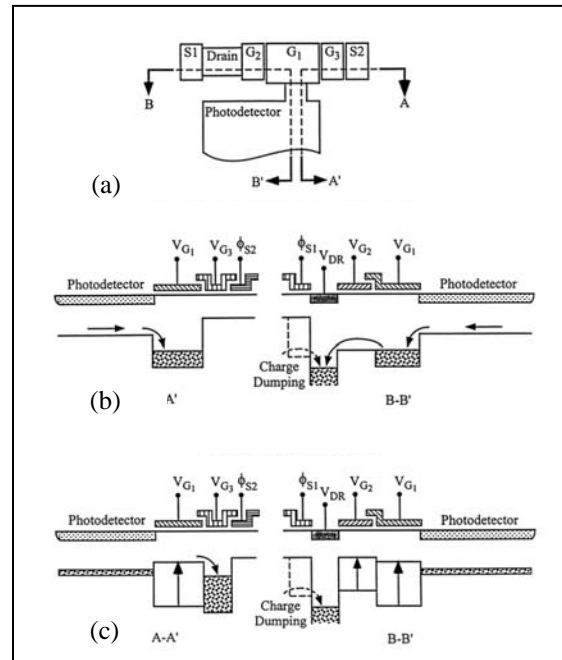 S1 Drain G2 G1 G3 S2
B A
Photodetector
B' A'
(a)
VG1 VG3 ϕS2 ϕS1 VDR VG2 VG1
Photodetector Photodetector
Charge
Dumping
(b) A' B-B'
VG1 VG3 ϕS2 ϕS1 VDR VG2 VG1
Photodetector Photodetector
Charge
Dumping
(c) A-A' B-B'